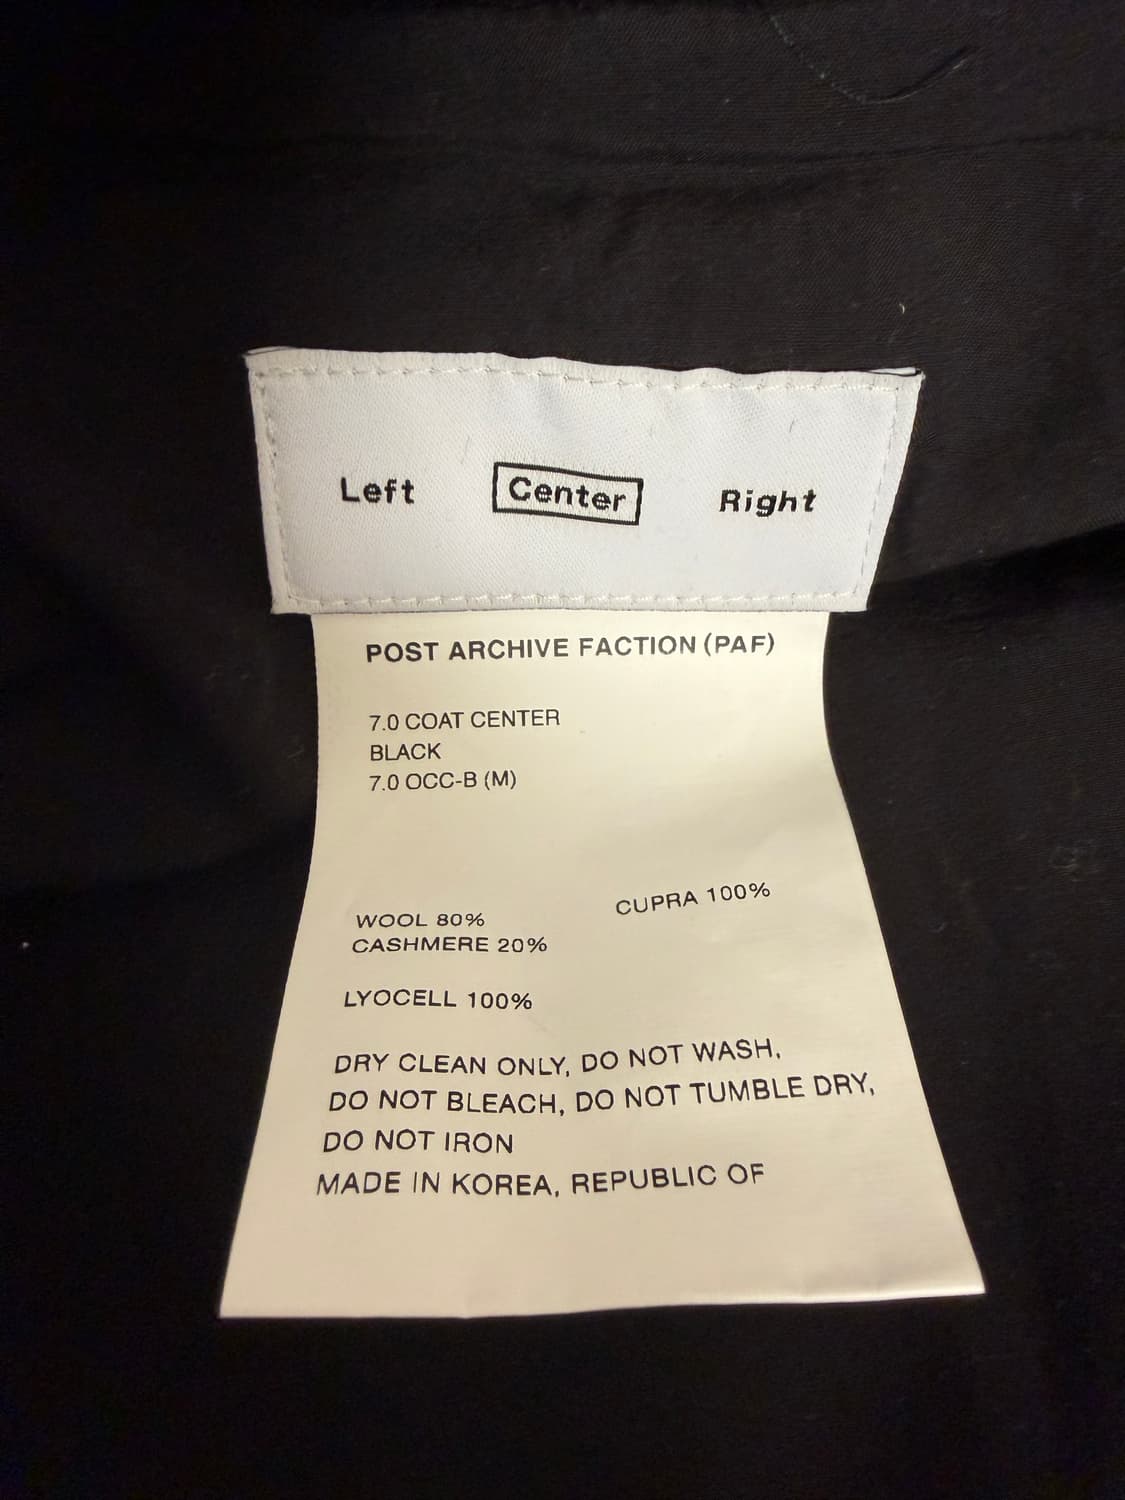 Left Center Right
POST ARCHIVE FACTION (PAF)
7.0 COAT CENTER
BLACK
7.0 OCC-B (M)
WOOL 80% CUPRA 100%
CASHMERE 20%
LYOCELL 100%
DRY CLEAN ONLY, DO NOT WASH,
DO NOT BLEACH, DO NOT TUMBLE DRY,
DO NOT IRON
MADE IN KOREA, REPUBLIC OF